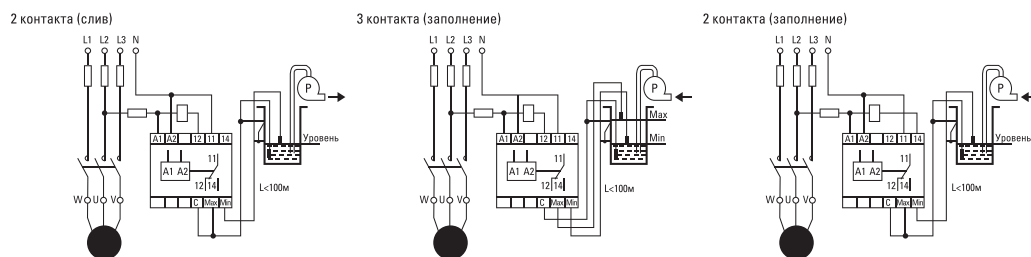 2 контакта (слив)
L1 L2 L3 N
P
A1 A2 12 11 14
Уровень
11
A1 A2
12 14
L<100м
W U V
C Max Min
3 контакта (заполнение)
L1 L2 L3 N
P
Max
A1 A2 12 11 14
Min
11
A1 A2
12 14
L<100м
W U V
C Max Min
2 контакта (заполнение)
L1 L2 L3 N
P
A1 A2 12 11 14
Уровень
11
A1 A2
12 14
L<100м
W U V
C Max Min